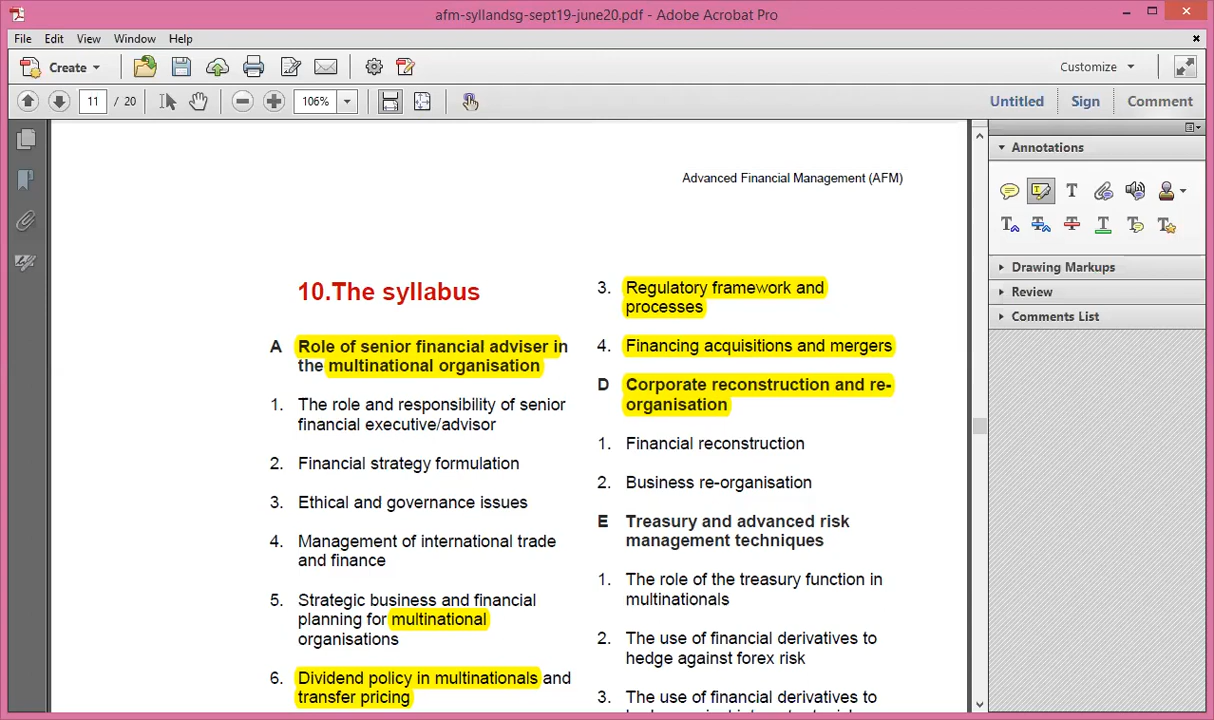 afm-syllandsg-sept19-june20.pdf - Adobe Acrobat Pro
File Edit View Window Help
Create
Customize
11 / 20
106%
Untitled Sign Comment
Annotations
Drawing Markups
Review
Comments List
Advanced Financial Management (AFM)
10.The syllabus
A Role of senior financial adviser in
the multinational organisation
1. The role and responsibility of senior
financial executive/advisor
2. Financial strategy formulation
3. Ethical and governance issues
4. Management of international trade
and finance
5. Strategic business and financial
planning for multinational
organisations
6. Dividend policy in multinationals and
transfer pricing
3. Regulatory framework and
processes
4. Financing acquisitions and mergers
D Corporate reconstruction and re-
organisation
1. Financial reconstruction
2. Business re-organisation
E Treasury and advanced risk
management techniques
1. The role of the treasury function in
multinationals
2. The use of financial derivatives to
hedge against forex risk
3. The use of financial derivatives to